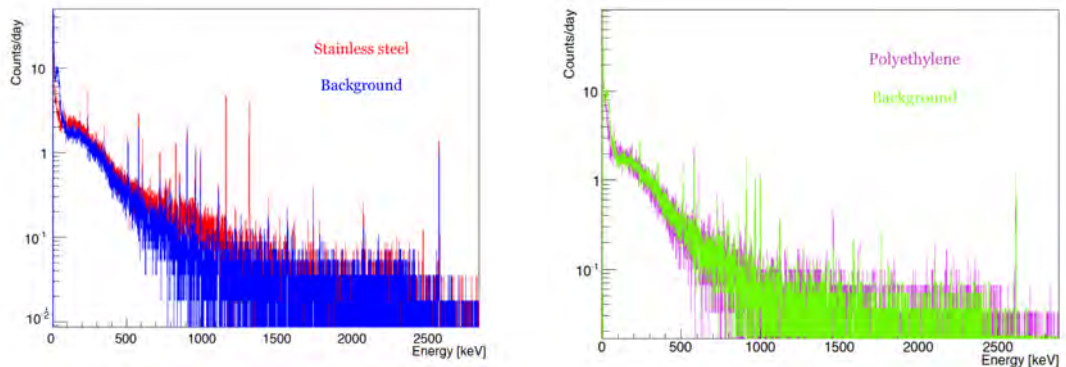 Counts/day
10
1
10⁻¹
10⁻²
Stainless steel
Background
0
500
1000
1500
2000
2500
Energy [keV]
Counts/day
10
1
10⁻¹
Polyethylene
Background
0
500
1000
1500
2000
2500
Energy [keV]